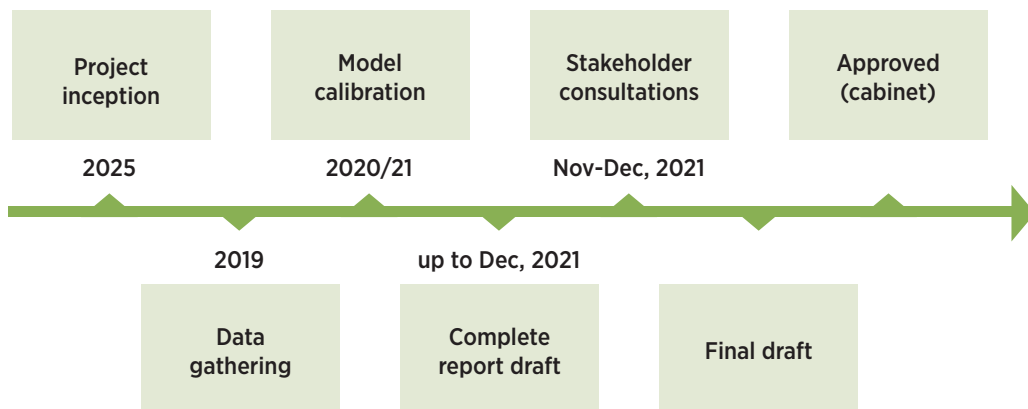 Project
inception
Model
calibration
Stakeholder
consultations
Approved
(cabinet)
2025
2020/21
Nov-Dec, 2021
2019
up to Dec, 2021
Data
gathering
Complete
report draft
Final draft